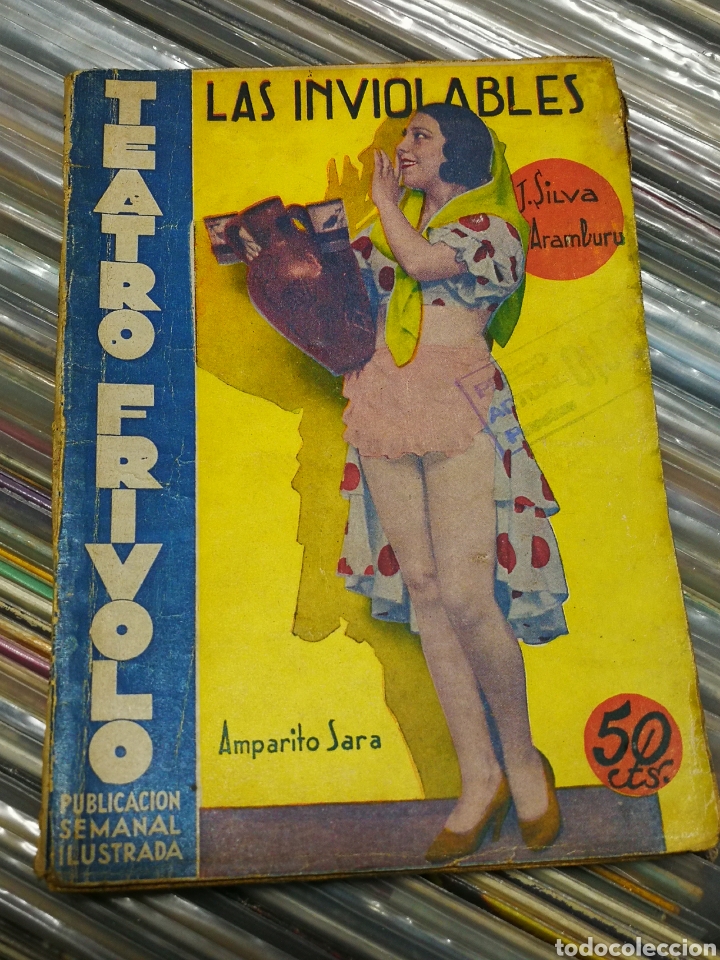 TEATRO FRIVOLO
PUBLICACION
SEMANAL
ILUSTRADA
LAS INVIOLABLES
J. SILVA
Aramburu
Amparito Sara
50
cts.
todocoleccion